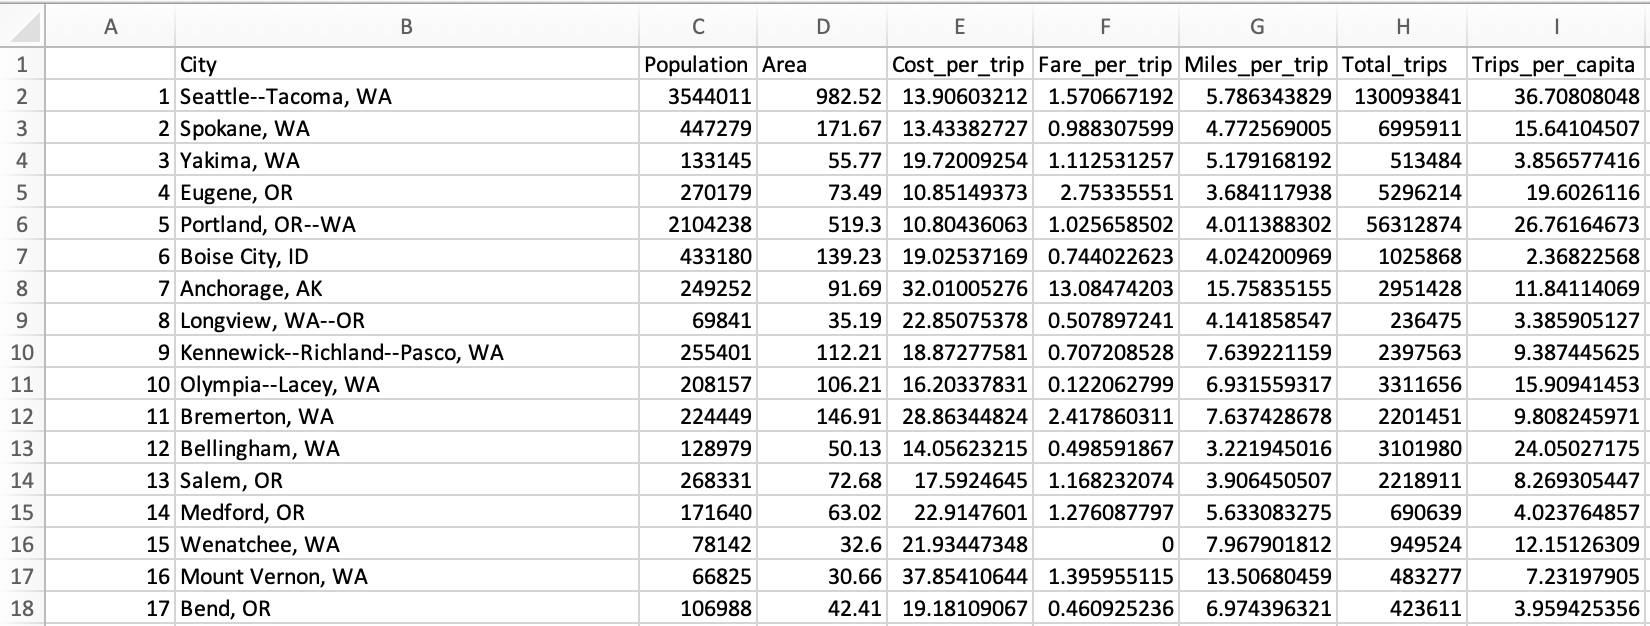 A B C D E F G H I
1 City Population Area Cost_per_trip Fare_per_trip Miles_per_trip Total_trips Trips_per_capita
2 1 Seattle--Tacoma, WA 3544011 982.52 13.90603212 1.570667192 5.786343829 130093841 36.70808048
3 2 Spokane, WA 447279 171.67 13.43382727 0.988307599 4.772569005 6995911 15.64104507
4 3 Yakima, WA 133145 55.77 19.72009254 1.112531257 5.179168192 513484 3.856577416
5 4 Eugene, OR 270179 73.49 10.85149373 2.75335551 3.684117938 5296214 19.6026116
6 5 Portland, OR--WA 2104238 519.3 10.80436063 1.025658502 4.011388302 56312874 26.76164673
7 6 Boise City, ID 433180 139.23 19.02537169 0.744022623 4.024200969 1025868 2.36822568
8 7 Anchorage, AK 249252 91.69 32.01005276 13.08474203 15.75835155 2951428 11.84114069
9 8 Longview, WA--OR 69841 35.19 22.85075378 0.507897241 4.141858547 236475 3.385905127
10 9 Kennewick--Richland--Pasco, WA 255401 112.21 18.87277581 0.707208528 7.639221159 2397563 9.387445625
11 10 Olympia--Lacey, WA 208157 106.21 16.20337831 0.122062799 6.931559317 3311656 15.90941453
12 11 Bremerton, WA 224449 146.91 28.86344824 2.417860311 7.637428678 2201451 9.808245971
13 12 Bellingham, WA 128979 50.13 14.05623215 0.498591867 3.221945016 3101980 24.05027175
14 13 Salem, OR 268331 72.68 17.5924645 1.168232074 3.906450507 2218911 8.269305447
15 14 Medford, OR 171640 63.02 22.9147601 1.276087797 5.633083275 690639 4.023764857
16 15 Wenatchee, WA 78142 32.6 21.93447348 0 7.967901812 949524 12.15126309
17 16 Mount Vernon, WA 66825 30.66 37.85410644 1.395955115 13.50680459 483277 7.23197905
18 17 Bend, OR 106988 42.41 19.18109067 0.460925236 6.974396321 423611 3.959425356